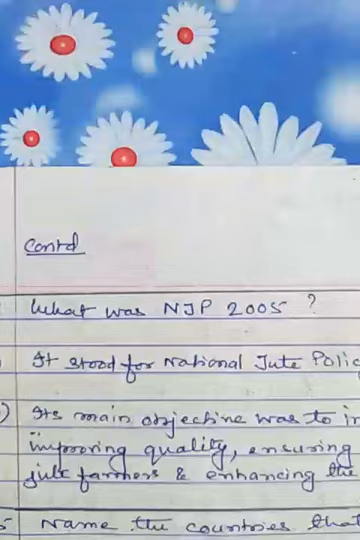 Contd
What was NJP 2005 ?
It stood for National Jute Polic
Its main objective was to in
improving quality, ensuring
jute farmers & enhancing the
Name the countries that